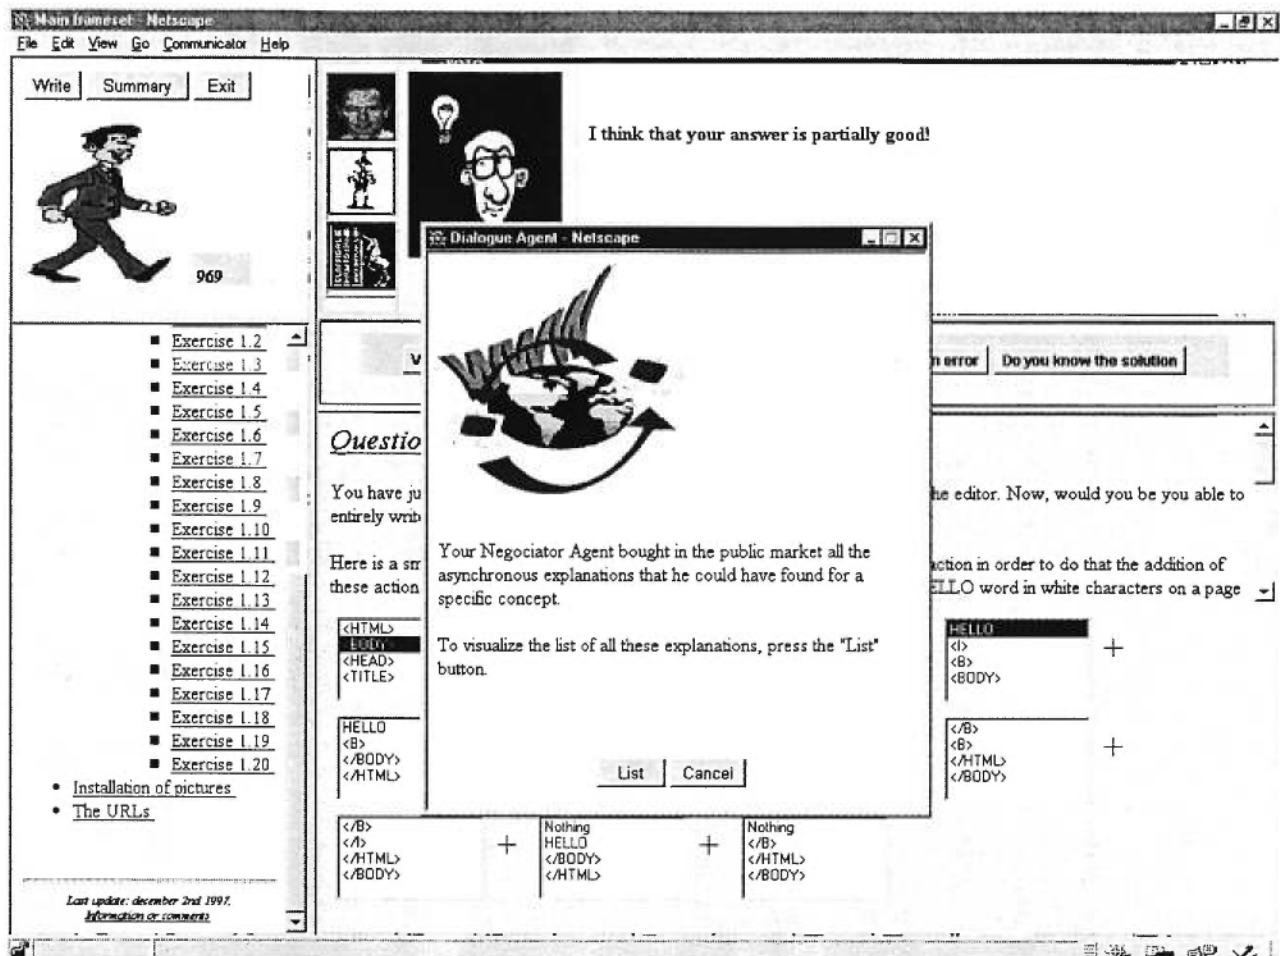 Main frameset - Netscape
File Edit View Go Communicator Help
Write Summary Exit
969
I think that your answer is partially good!
Exercise 1.2
Exercise 1.3
Exercise 1.4
Exercise 1.5
Exercise 1.6
Exercise 1.7
Exercise 1.8
Exercise 1.9
Exercise 1.10
Exercise 1.11
Exercise 1.12
Exercise 1.13
Exercise 1.14
Exercise 1.15
Exercise 1.16
Exercise 1.17
Exercise 1.18
Exercise 1.19
Exercise 1.20
Installation of pictures
The URLs
Last update: december 2nd 1997.
Information or comments
Dialogue Agent - Netscape
WWW
Your Negociator Agent bought in the public market all the
asynchronous explanations that he could have found for a
specific concept.
To visualize the list of all these explanations, press the "List"
button.
List Cancel
n error Do you know the solution
Questio
You have ju he editor. Now, would you be you able to
entirely writ
Here is a sm action in order to do that the addition of
these action ELLO word in white characters on a page
<HTML>
<BODY>
<HEAD>
<TITLE>
HELLO
<I>
<B>
<BODY>
+
HELLO
<B>
</BODY>
</HTML>
</B>
<B>
</HTML>
</BODY>
+
</B>
</I>
</HTML>
</BODY>
+
Nothing
HELLO
</BODY>
</HTML>
+
Nothing
</B>
</HTML>
</BODY>